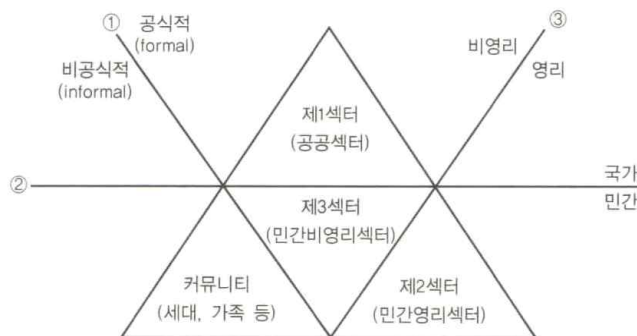 ① 공식적
(formal)
비공식적
(informal)
③
비영리
영리
제1섹터
(공공섹터)
②
국가
민간
제3섹터
(민간비영리섹터)
커뮤니티
(세대, 가족 등)
제2섹터
(민간영리섹터)